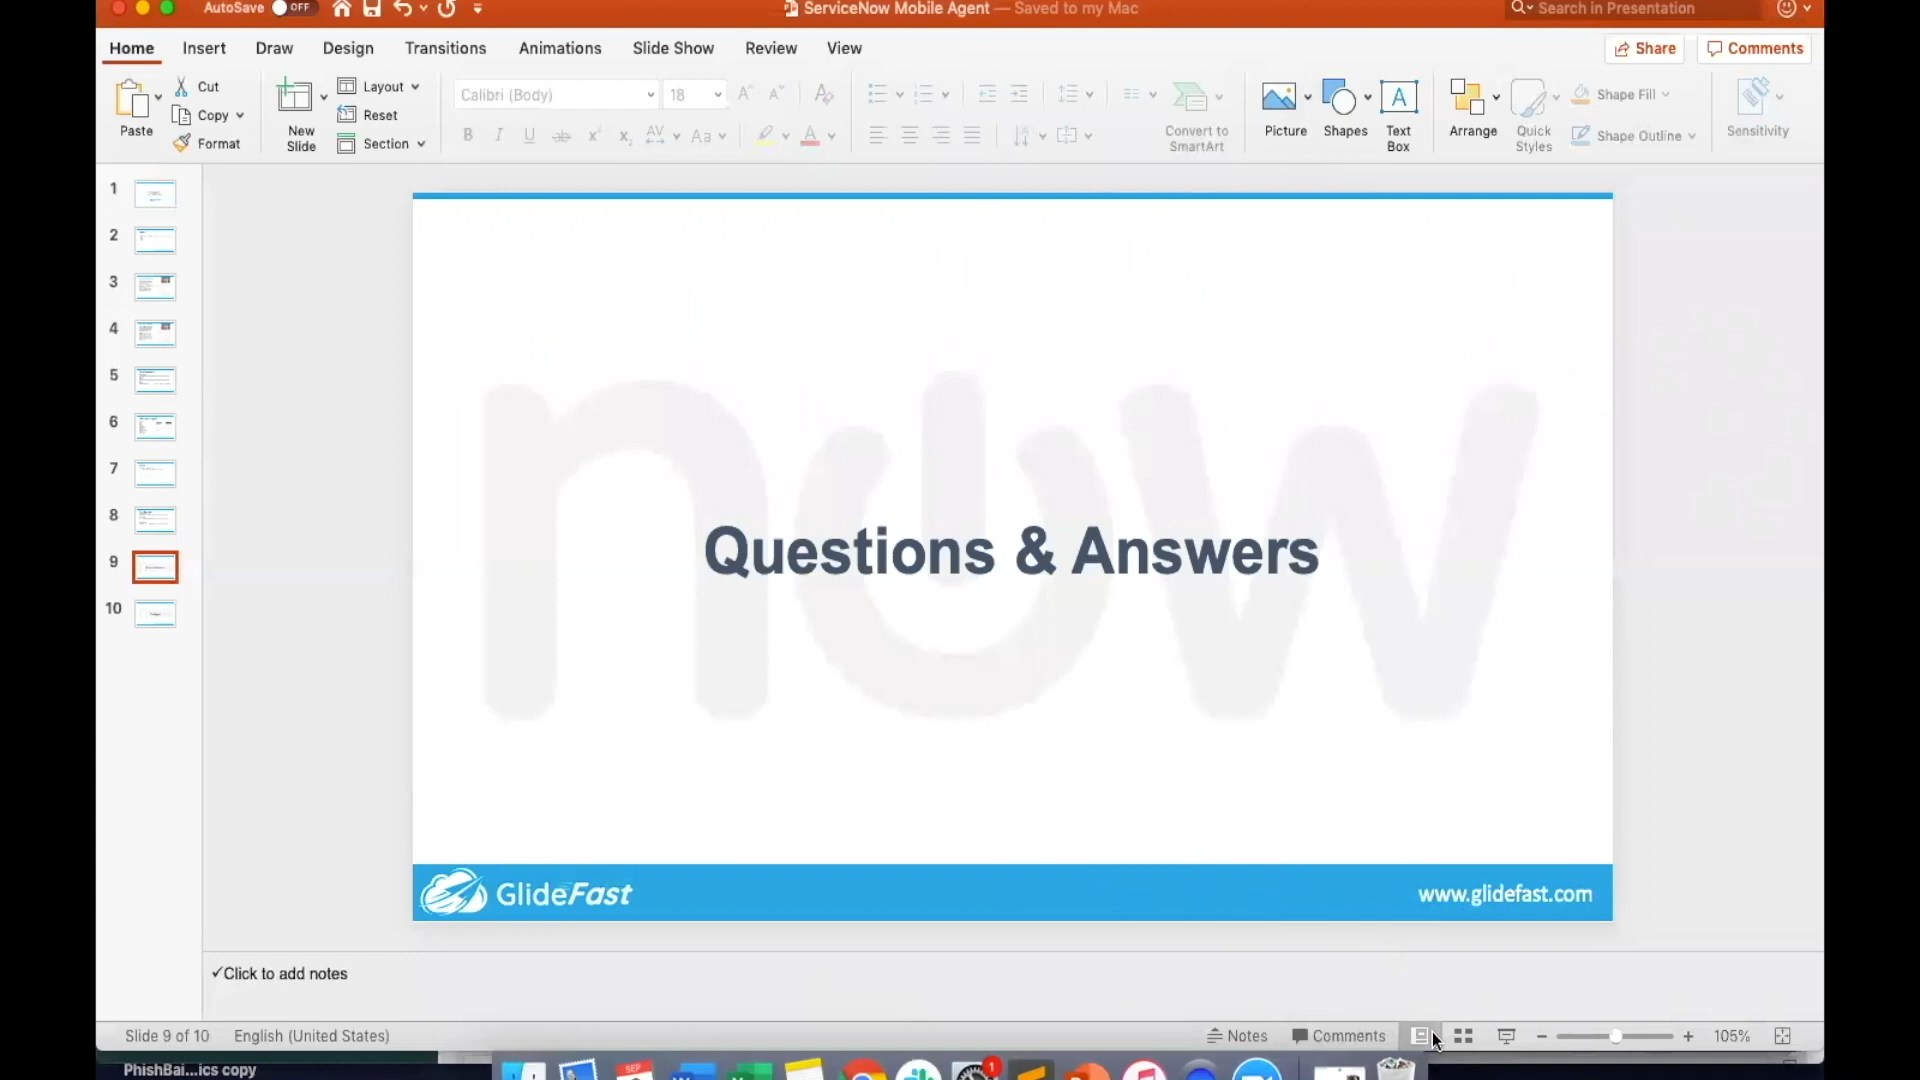 AutoSave OFF
ServiceNow Mobile Agent — Saved to my Mac
Search in Presentation
Home Insert Draw Design Transitions Animations Slide Show Review View
Share Comments
Paste
Cut
Copy
Format
New
Slide
Layout
Reset
Section
Calibri (Body) 18
Convert to
SmartArt
Picture
Shapes
Text
Box
Arrange
Quick
Styles
Shape Fill
Shape Outline
Sensitivity
1
2
3
4
5
6
7
8
9
10
now
Questions & Answers
GlideFast
www.glidefast.com
✓Click to add notes
Slide 9 of 10 English (United States)
Notes Comments 105%
PhishBai...ics copy
SEP
1